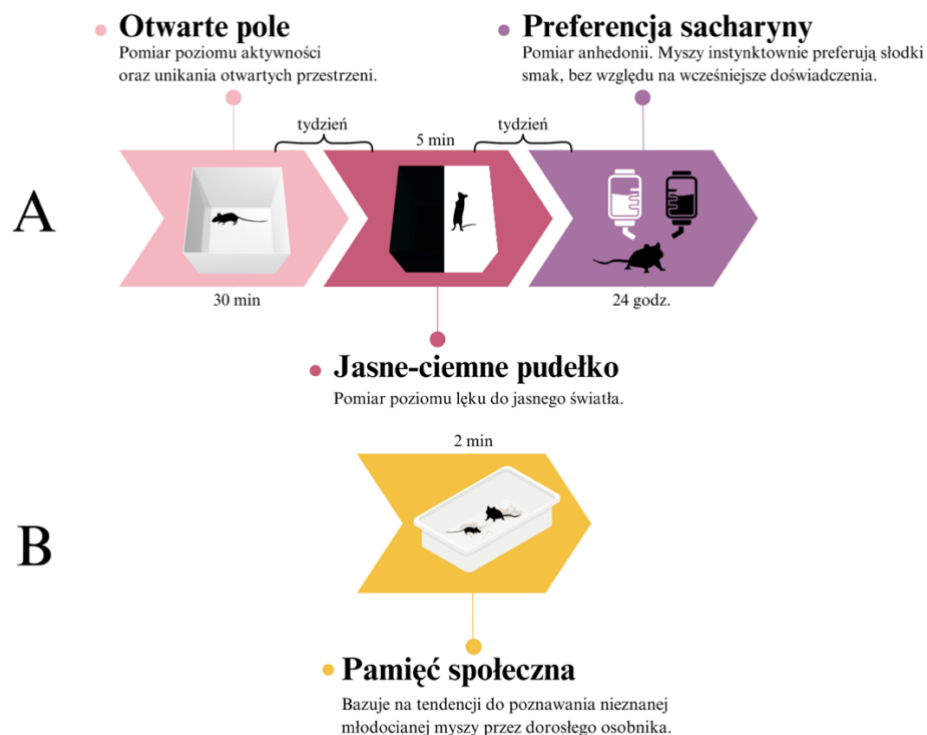 Otwarte pole
Pomiar poziomu aktywności
oraz unikania otwartych przestrzeni.
Preferencja sacharyny
Pomiar anhedonii. Myszy instynktownie preferują słodki
smak, bez względu na wcześniejsze doświadczenia.
tydzień
5 min
tydzień
A
30 min
24 godz.
Jasne-ciemne pudełko
Pomiar poziomu lęku do jasnego światła.
2 min
B
Pamięć społeczna
Bazuje na tendencji do poznawania nieznanej
młodocianej myszy przez dorosłego osobnika.